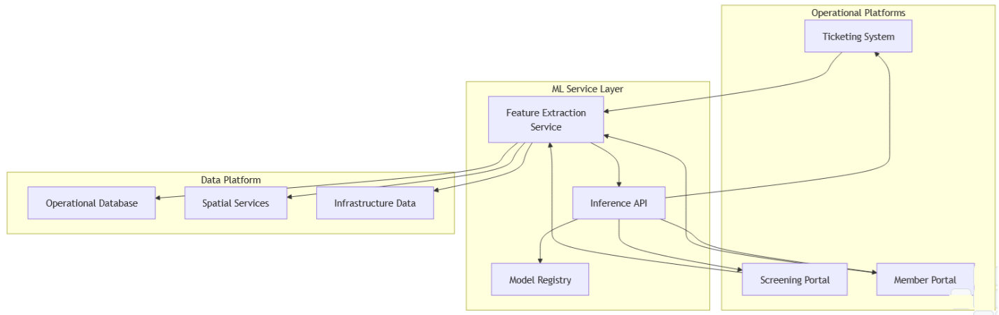 Operational Platforms
Ticketing System
ML Service Layer
Feature Extraction
Service
Data Platform
Operational Database
Spatial Services
Infrastructure Data
Inference API
Model Registry
Screening Portal
Member Portal